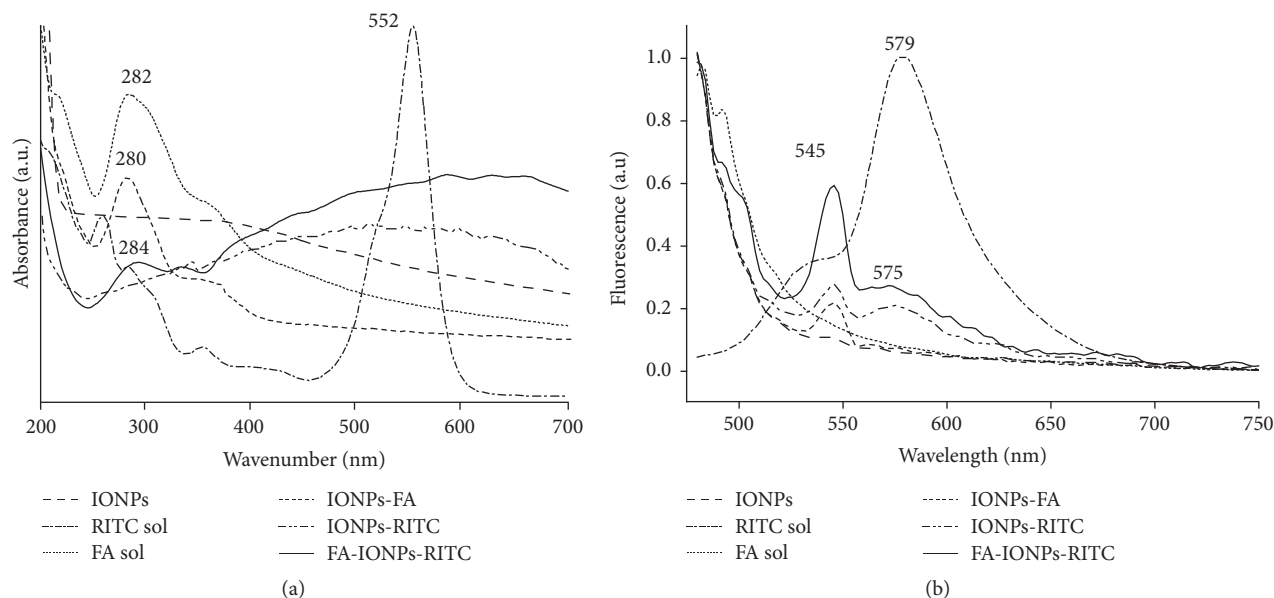 552
282
280
284
Absorbance (a.u.)
200 300 400 500 600 700
Wavenumber (nm)
IONPs
RITC sol
FA sol
IONPs-FA
IONPs-RITC
FA-IONPs-RITC
(a)
579
545
575
1.0
0.8
0.6
0.4
0.2
0.0
Fluorescence (a.u)
500 550 600 650 700 750
Wavelength (nm)
IONPs
RITC sol
FA sol
IONPs-FA
IONPs-RITC
FA-IONPs-RITC
(b)